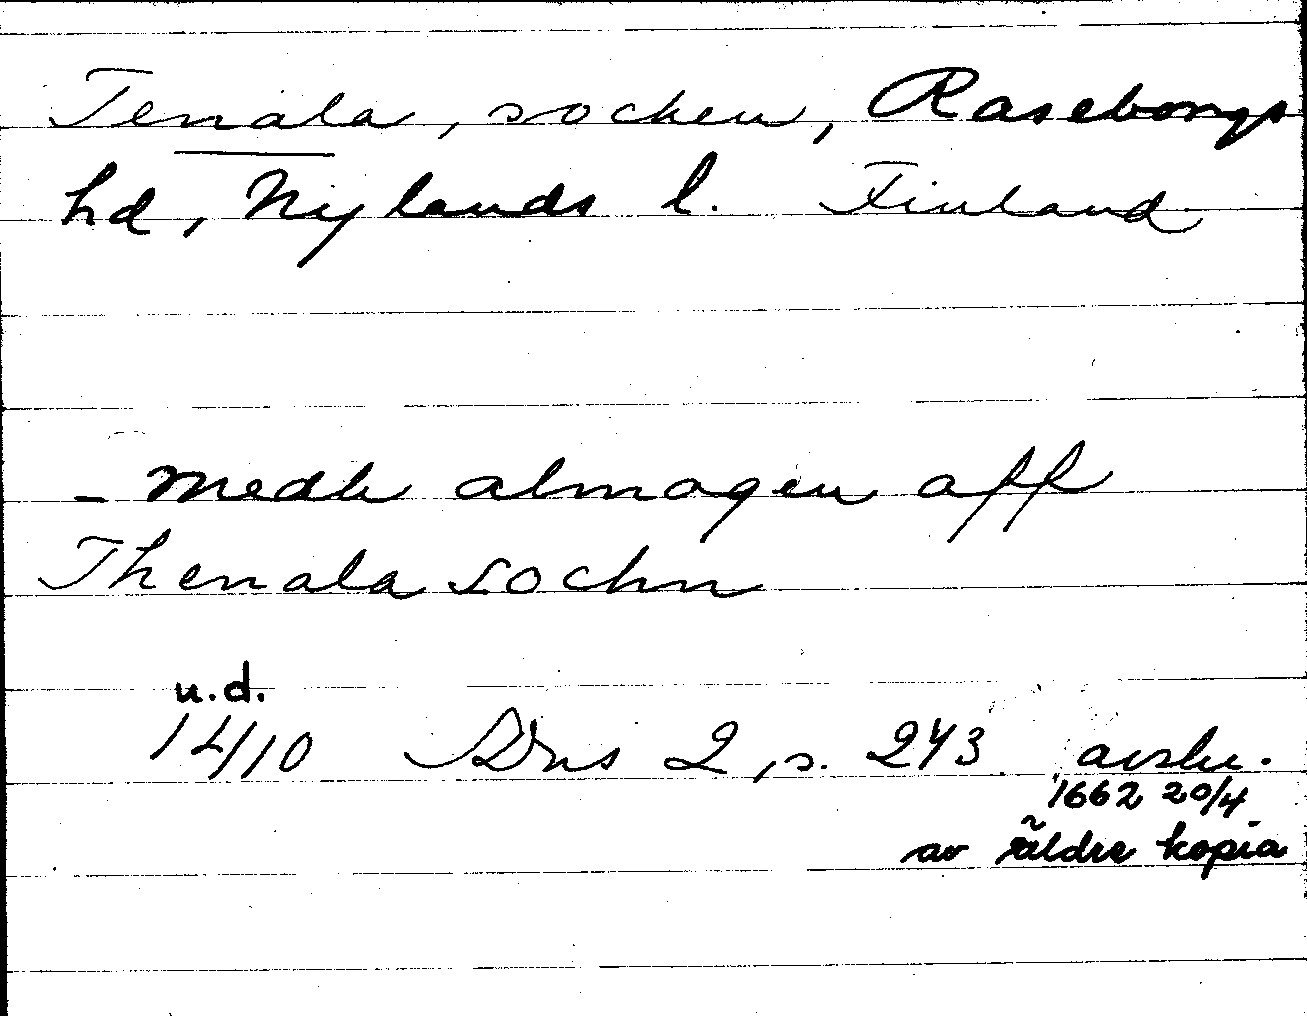 Tenala, socken, Raseborgs
hd, Nylands l. Finland
- medh almogen aff
Thenala sochn
u.d.
14/10 Dns 2, s. 243 avskr.
1662 20/4
av äldre kopia